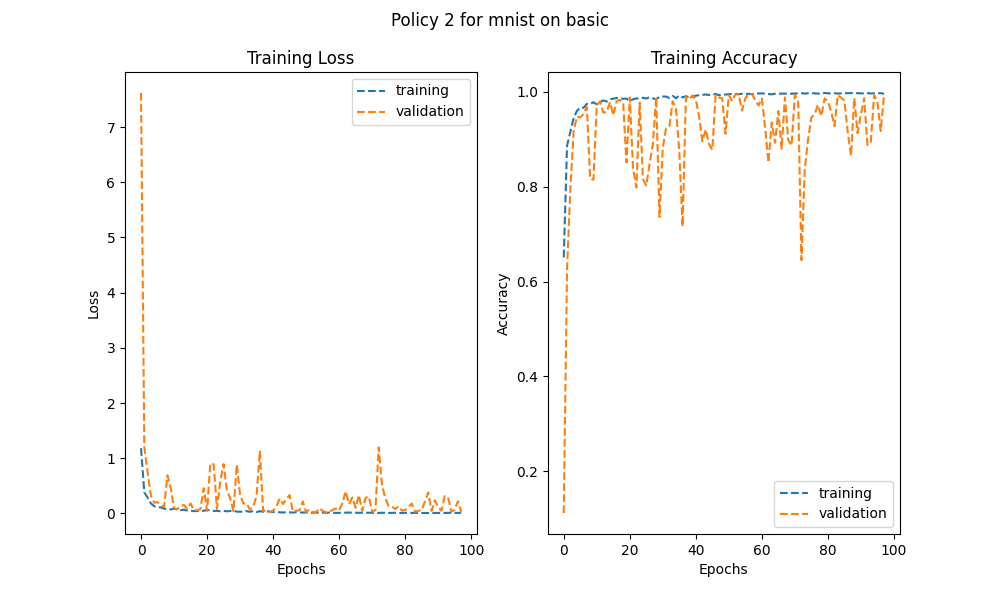 Policy 2 for mnist on basic
Training Loss
training
validation
7
6
5
4
3
2
1
0
Loss
0 20 40 60 80 100
Epochs
Training Accuracy
1.0
0.8
0.6
0.4
0.2
Accuracy
training
validation
0 20 40 60 80 100
Epochs